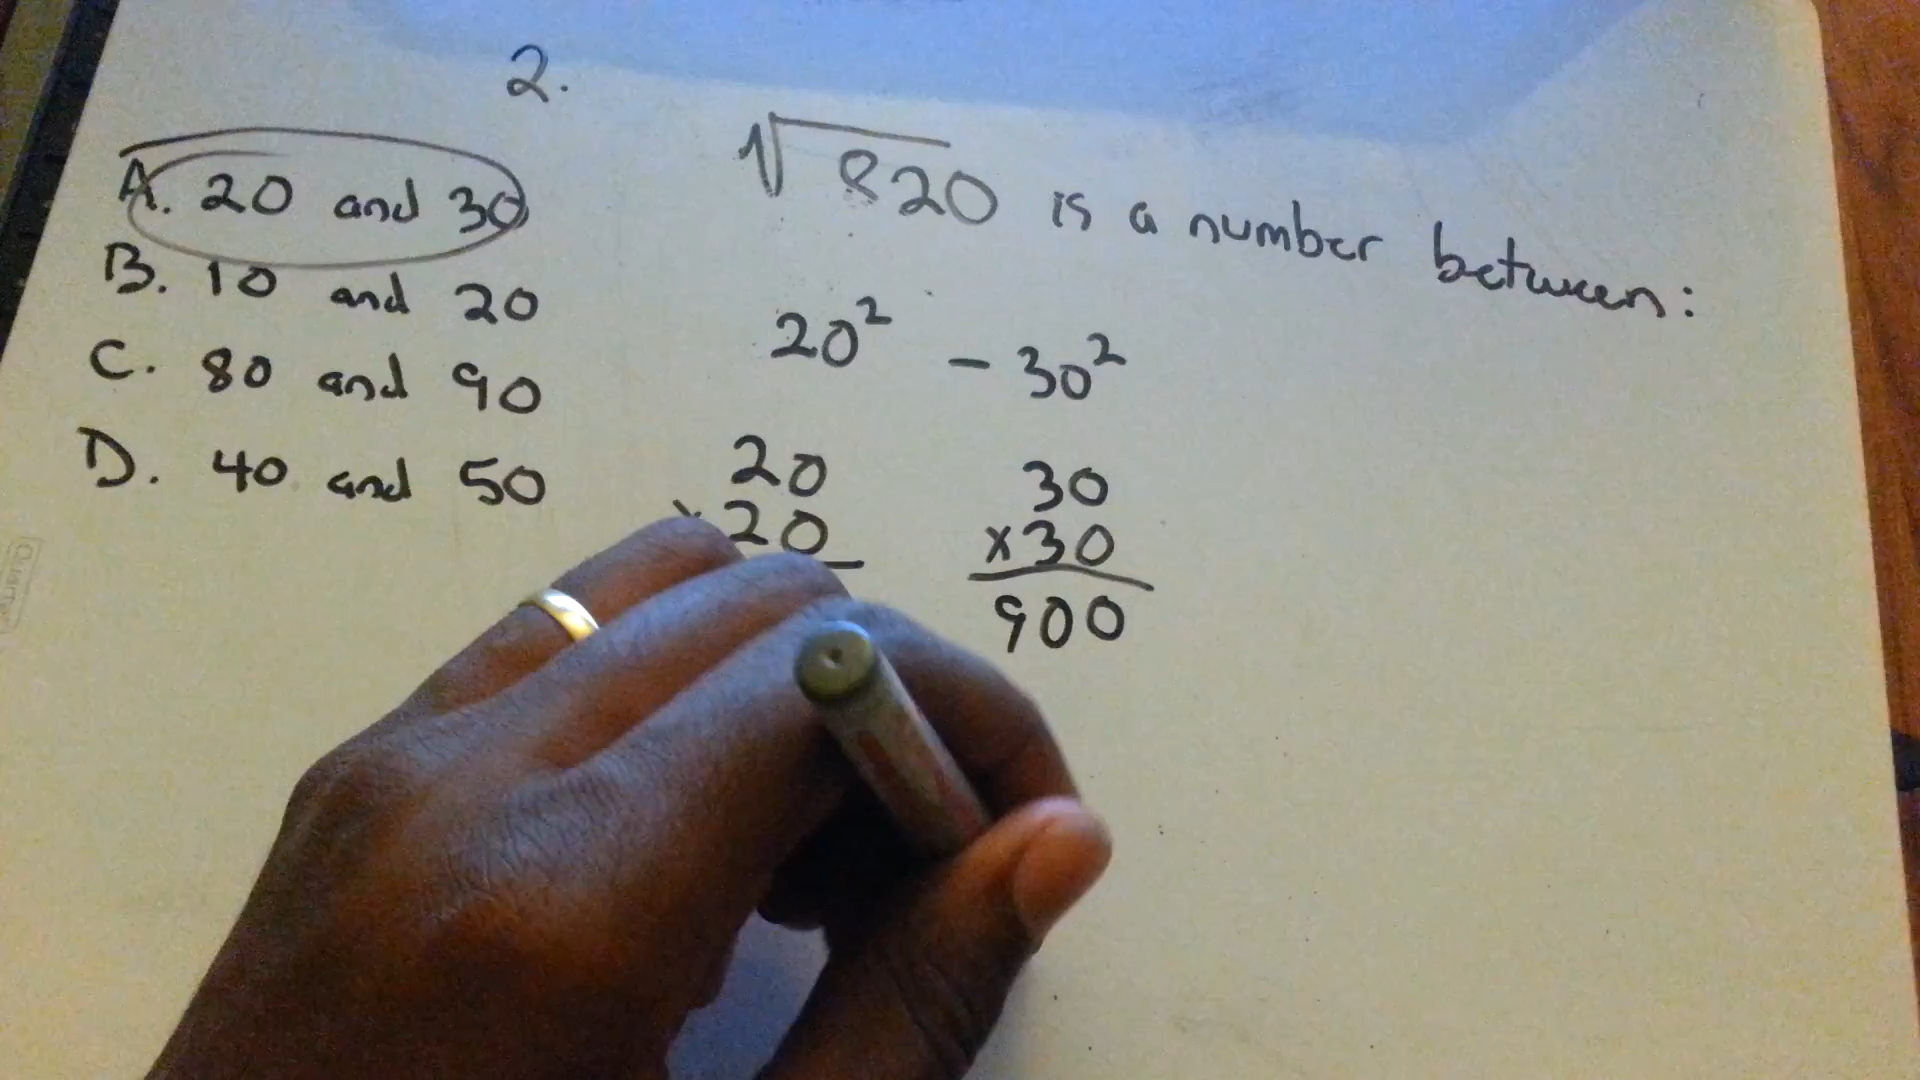 2.
√820 is a number between:
A. 20 and 30
B. 10 and 20
C. 80 and 90
D. 40 and 50
20² - 30²
20
×20
30
×30
900